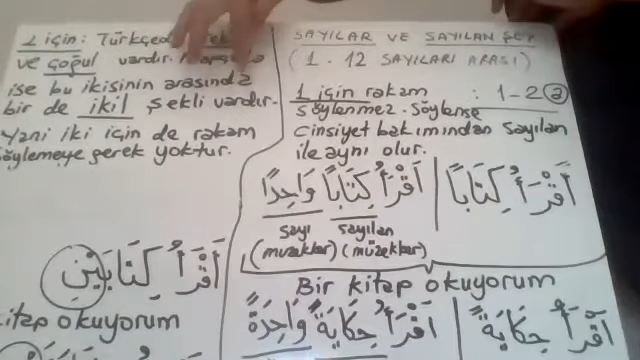 SAYILAR VE SAYILAN ŞEY
(1 - 12 SAYILARI ARASI)
1 için rakam : 1-2 a
söylenmez. Söylense
cinsiyet bakımından sayılan
ile aynı olur.
أَقْرَأُ كِتَاباً | أَقْرَأُ كِتَاباً وَاحِدًا
sayılan sayı
(müzekker) (müzekker)
Bir kitap okuyorum
أَقْرَأُ حِكَايَةً | أَقْرَأُ حِكَايَةً وَاحِدَةً
2 için: Türkçed
ve çoğul vardır.
ise bu ikisinin arasında
bir de ikil şekli vardır.
Yani iki için de rakam
söylemeye gerek yoktur.
أَقْرَأُ كِتَابَيْنِ
kitap okuyorum